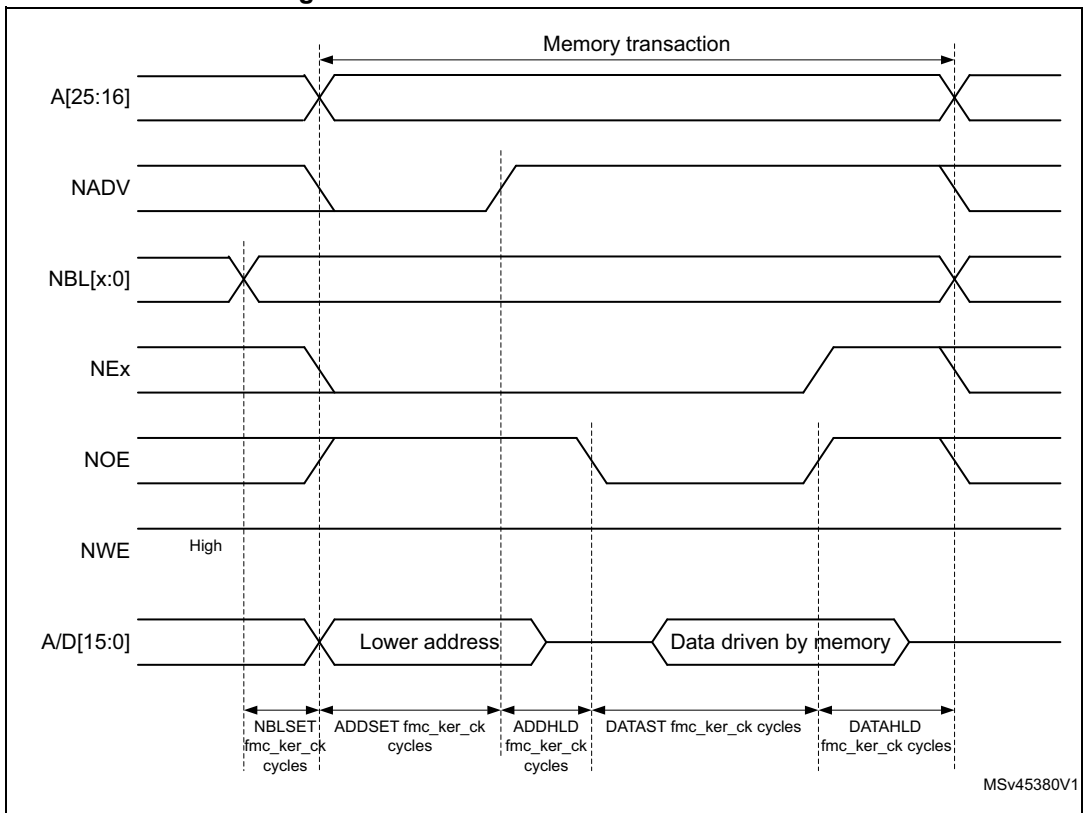 Memory transaction
A[25:16]
NADV
NBL[x:0]
NEx
NOE
NWE
High
A/D[15:0]
Lower address
Data driven by memory
NBLSET
fmc_ker_ck
cycles
ADDSET fmc_ker_ck
cycles
ADDHLD
fmc_ker_ck
cycles
DATAST fmc_ker_ck cycles
DATAHLD
fmc_ker_ck cycles
MSv45380V1